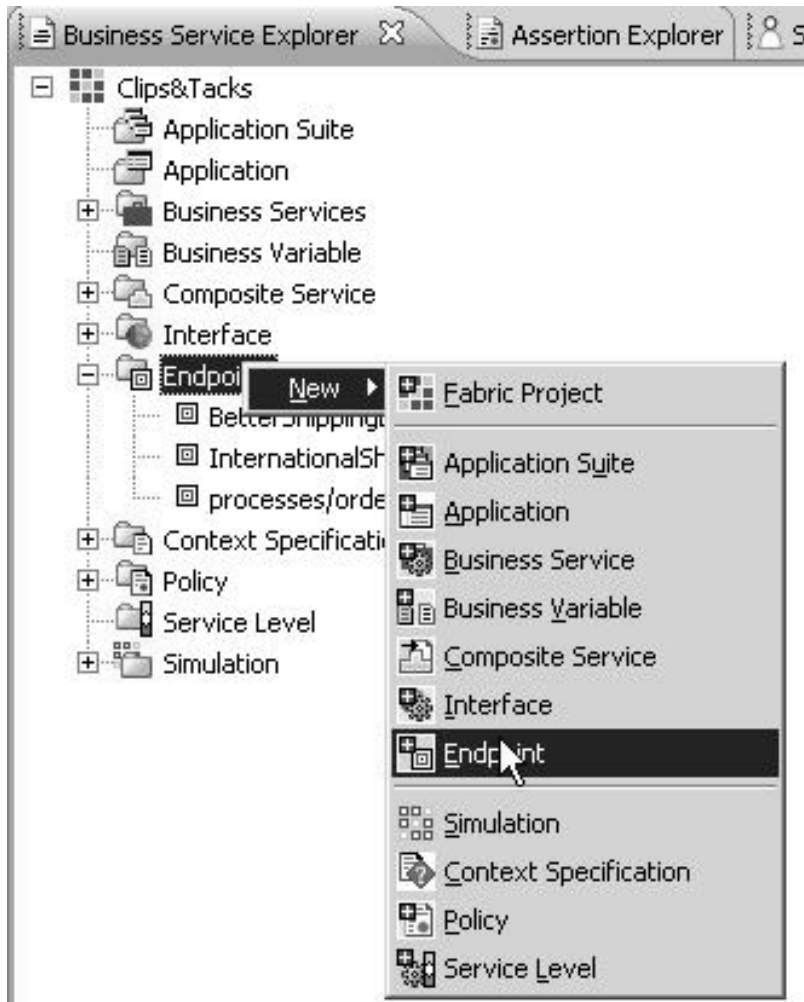 Business Service Explorer
Assertion Explorer
S
Clips&Tacks
Application Suite
Application
Business Services
Business Variable
Composite Service
Interface
Endpoi
New
Fabric Project
BetterShipping
InternationalSh
Application Suite
processes/orde
Application
Context Specificati
Business Service
Policy
Business Variable
Service Level
Composite Service
Simulation
Interface
Endpoint
Simulation
Context Specification
Policy
Service Level